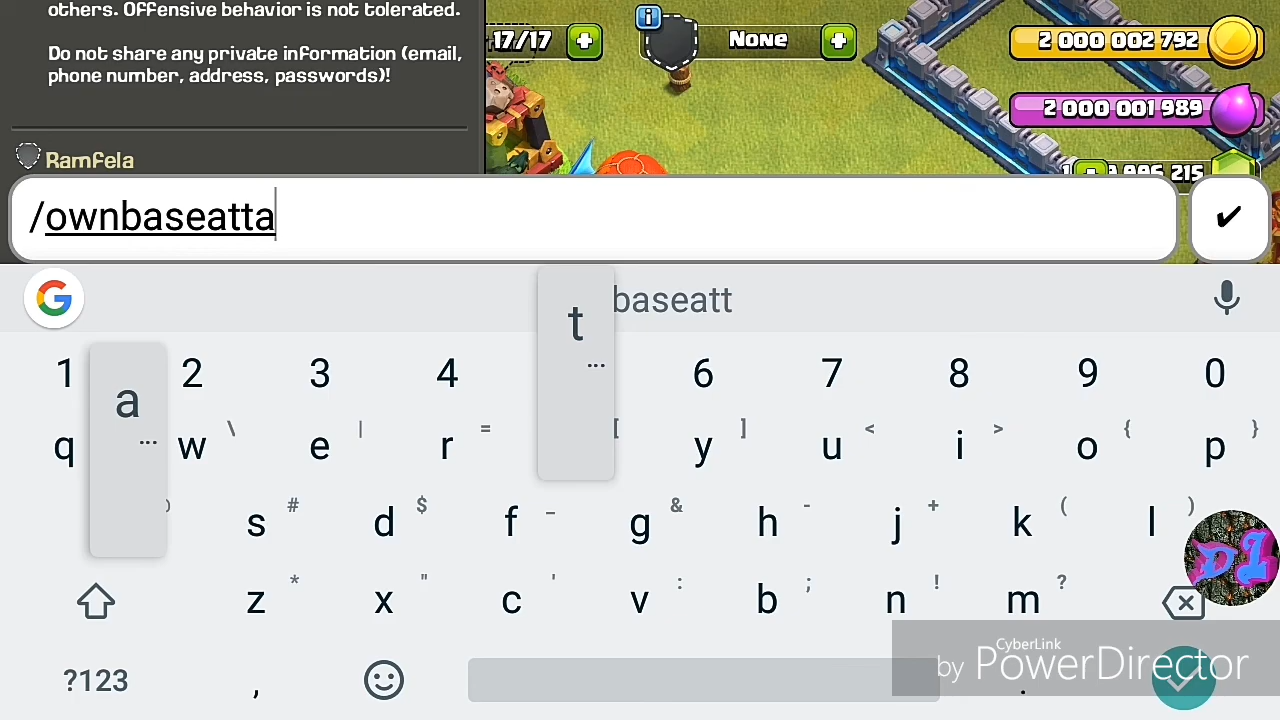 others. Offensive behavior is not tolerated.
Do not share any private information (email,
phone number, address, passwords)!
Ramfela
17/17
None
2 000 002 792
2 000 001 989
/ownbaseatta
baseatt
t
a
1 2 3 4 6 7 8 9 0
q w \ e | r = [ y ] u < i > o { p }
s # d $ f _ g & h - j + k ( l )
z * x " c ' v : b ; n ! m ?
?123 , .
DI
CyberLink
by PowerDirector